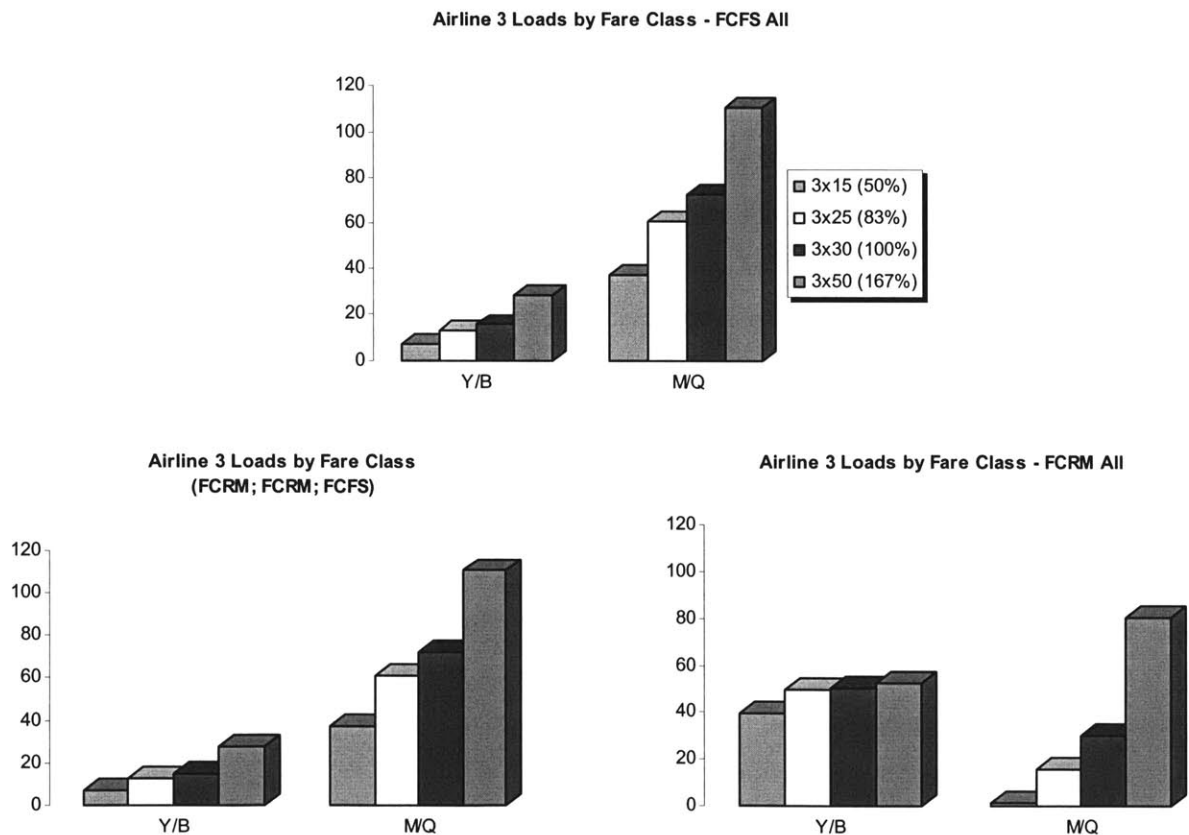 Airline 3 Loads by Fare Class - FCFS All
120
100
80
60
40
20
0
Y/B
M/Q
3x15 (50%)
3x25 (83%)
3x30 (100%)
3x50 (167%)
Airline 3 Loads by Fare Class
(FCRM; FCRM; FCFS)
120
100
80
60
40
20
0
Y/B
M/Q
Airline 3 Loads by Fare Class - FCRM All
120
100
80
60
40
20
0
Y/B
M/Q